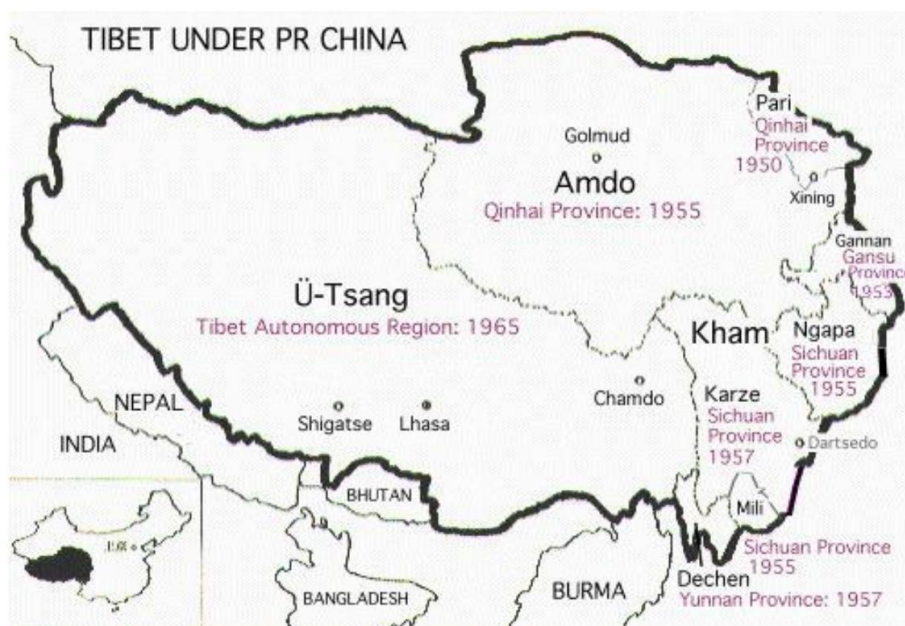 TIBET UNDER PR CHINA
Pari
Qinhai
Province
1950
Golmud
Amdo
Qinhai Province: 1955
Xining
Gannan
Gansu
Province
1953
Ü-Tsang
Tibet Autonomous Region: 1965
Kham
Ngapa
Sichuan
Province
1955
Chamdo
Karze
Sichuan
Province
1957
NEPAL
Shigatse
Lhasa
Dartsedo
INDIA
BHUTAN
Mili
Sichuan Province
1955
Dechen
Yunnan Province: 1957
BANGLADESH
BURMA